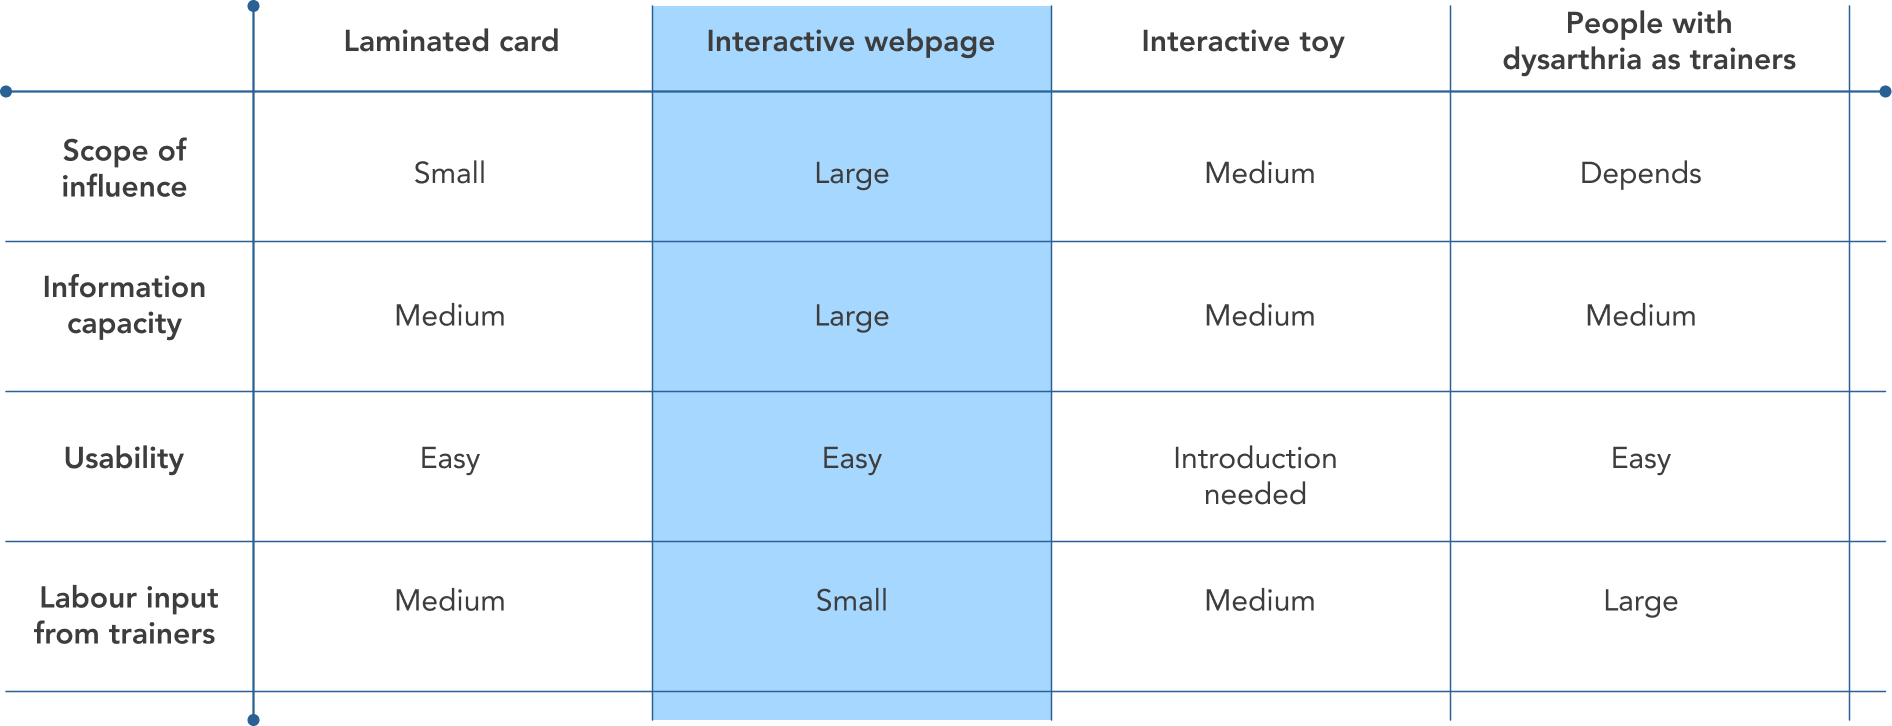 Laminated card
Interactive webpage
Interactive toy
People with
dysarthria as trainers
Scope of
influence
Small
Large
Medium
Depends
Information
capacity
Medium
Large
Medium
Medium
Usability
Easy
Easy
Introduction
needed
Easy
Labour input
from trainers
Medium
Small
Medium
Large